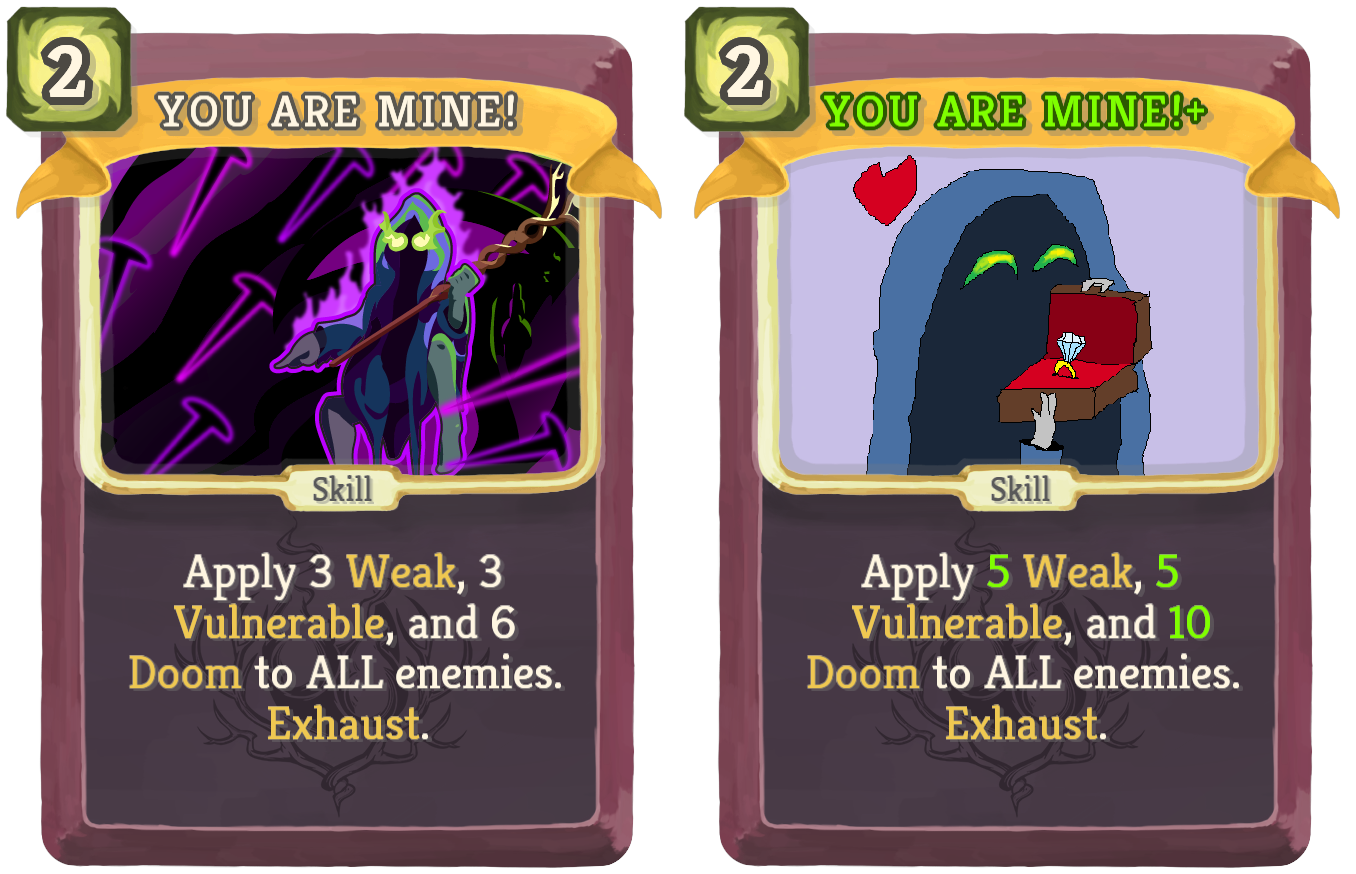 2
YOU ARE MINE!
Skill
Apply 3 Weak, 3
Vulnerable, and 6
Doom to ALL enemies.
Exhaust.
2
YOU ARE MINE!+
Skill
Apply 5 Weak, 5
Vulnerable, and 10
Doom to ALL enemies.
Exhaust.